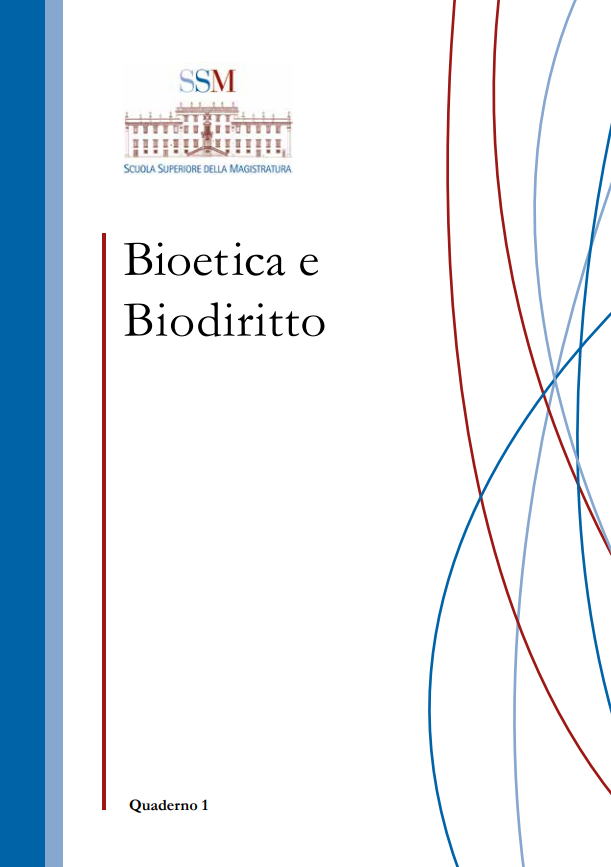 SSM
SCUOLA SUPERIORE DELLA MAGISTRATURA
Bioetica e
Biodiritto
Quaderno 1